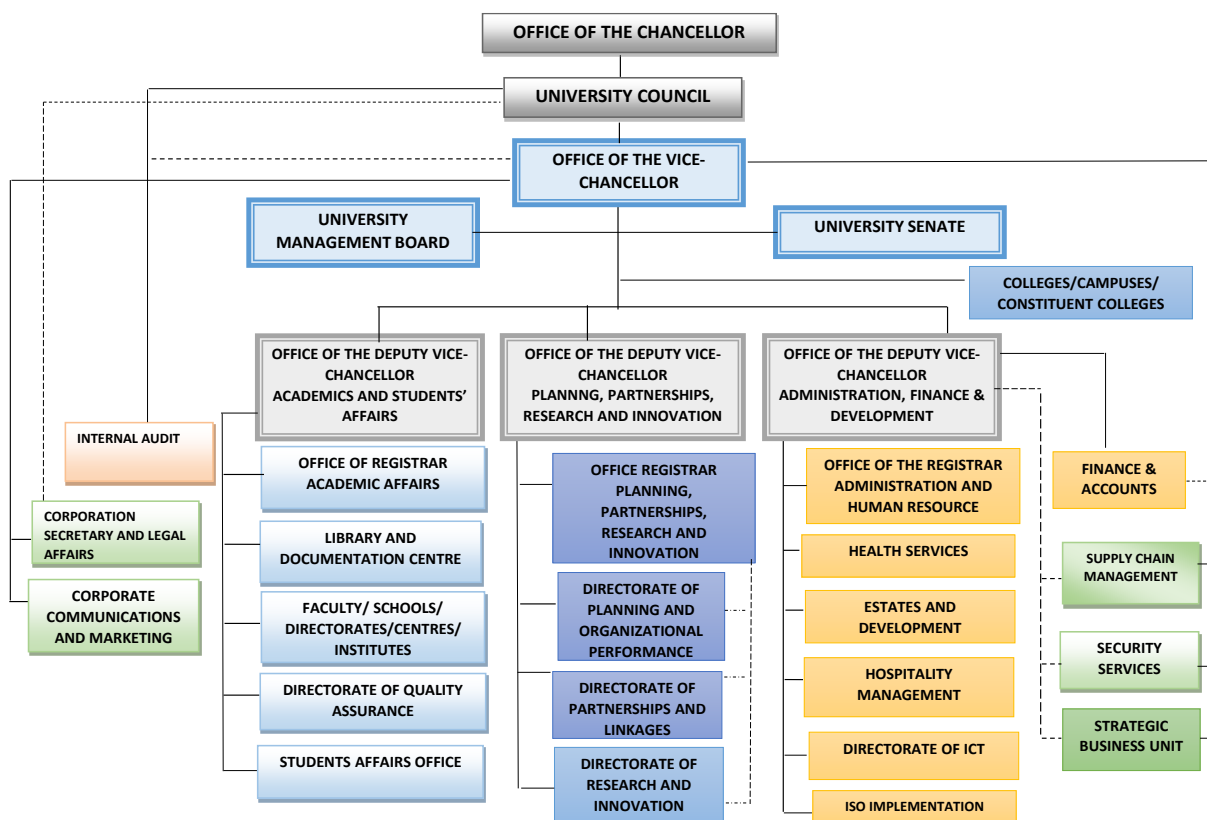 OFFICE OF THE CHANCELLOR
UNIVERSITY COUNCIL
OFFICE OF THE VICE-
CHANCELLOR
UNIVERSITY
MANAGEMENT BOARD
UNIVERSITY SENATE
COLLEGES/CAMPUSES/
CONSTITUENT COLLEGES
OFFICE OF THE DEPUTY VICE-
CHANCELLOR
ACADEMICS AND STUDENTS’
AFFAIRS
OFFICE OF THE DEPUTY VICE-
CHANCELLOR
PLANNNG, PARTNERSHIPS,
RESEARCH AND INNOVATION
OFFICE OF THE DEPUTY VICE-
CHANCELLOR
ADMINISTRATION, FINANCE &
DEVELOPMENT
INTERNAL AUDIT
CORPORATION
SECRETARY AND LEGAL
AFFAIRS
CORPORATE
COMMUNICATIONS
AND MARKETING
OFFICE OF REGISTRAR
ACADEMIC AFFAIRS
LIBRARY AND
DOCUMENTATION CENTRE
FACULTY/ SCHOOLS/
DIRECTORATES/CENTRES/
INSTITUTES
DIRECTORATE OF QUALITY
ASSURANCE
STUDENTS AFFAIRS OFFICE
OFFICE REGISTRAR
PLANNING,
PARTNERSHIPS,
RESEARCH AND
INNOVATION
DIRECTORATE OF
PLANNING AND
ORGANIZATIONAL
PERFORMANCE
DIRECTORATE OF
PARTNERSHIPS AND
LINKAGES
DIRECTORATE OF
RESEARCH AND
INNOVATION
OFFICE OF THE REGISTRAR
ADMINISTRATION AND
HUMAN RESOURCE
HEALTH SERVICES
ESTATES AND
DEVELOPMENT
HOSPITALITY
MANAGEMENT
DIRECTORATE OF ICT
ISO IMPLEMENTATION
FINANCE &
ACCOUNTS
SUPPLY CHAIN
MANAGEMENT
SECURITY
SERVICES
STRATEGIC
BUSINESS UNIT